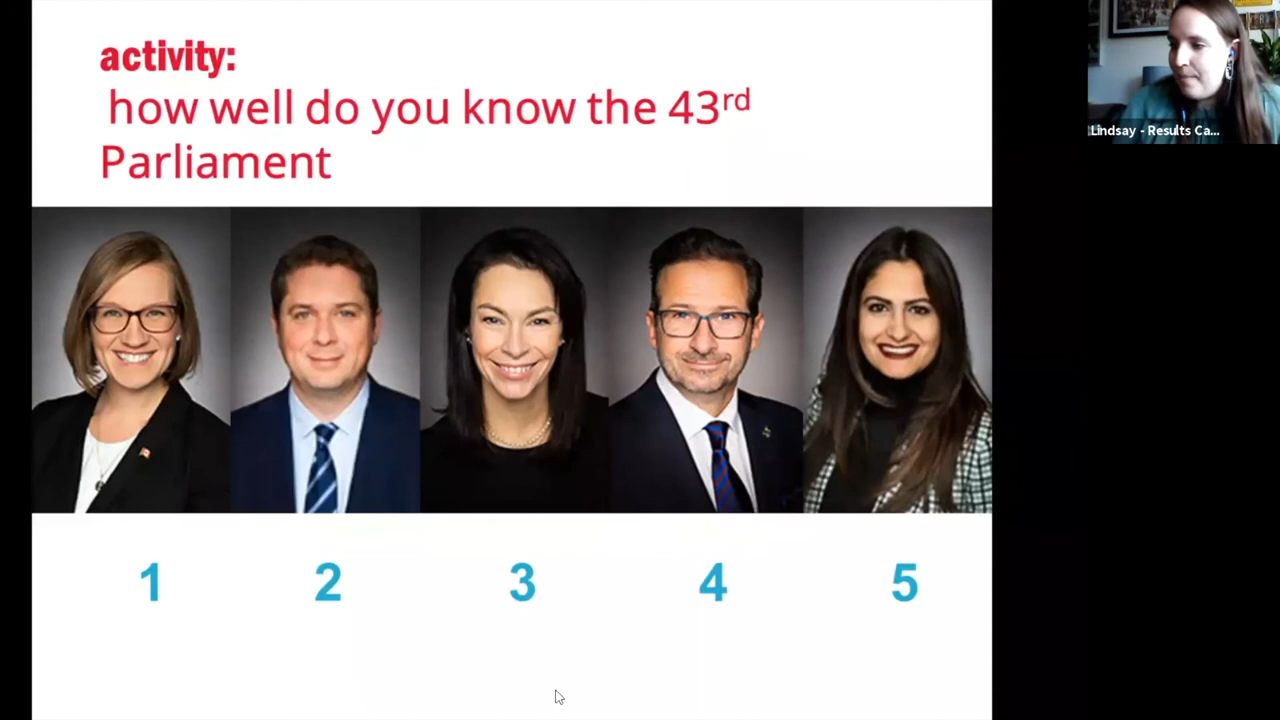 activity:
how well do you know the 43rd
Parliament
Lindsay - Results Ca...
1 2 3 4 5